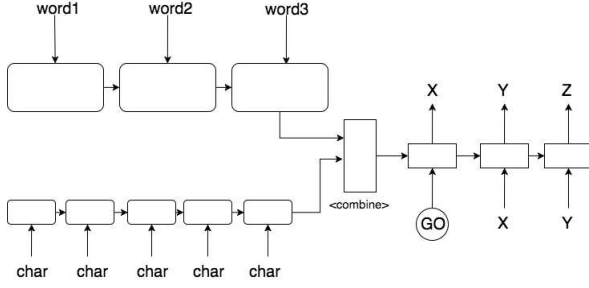 word1 word2 word3
X Y Z
<combine>
GO X Y
char char char char char